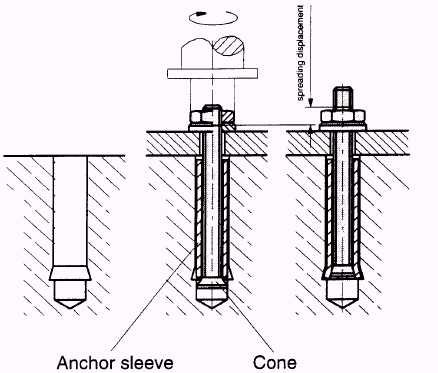 spreading displacement
Anchor sleeve
Cone